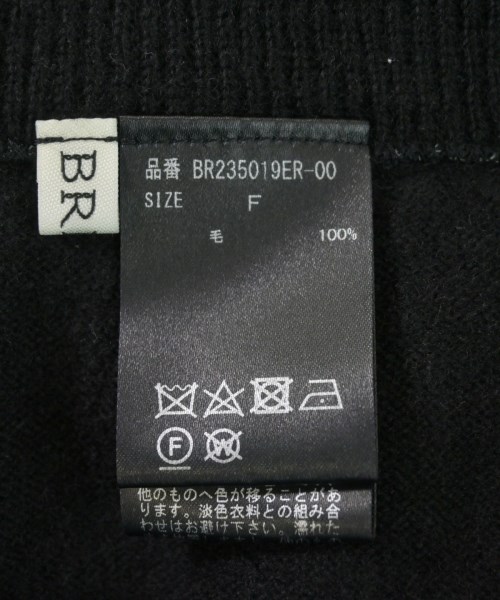 BR
品番 BR235019ER-00
SIZE F
毛 100%
F
W
他のものへ色が移ることがあ
ります。淡色衣料との組み合
わせはお避け下さい。濡れた